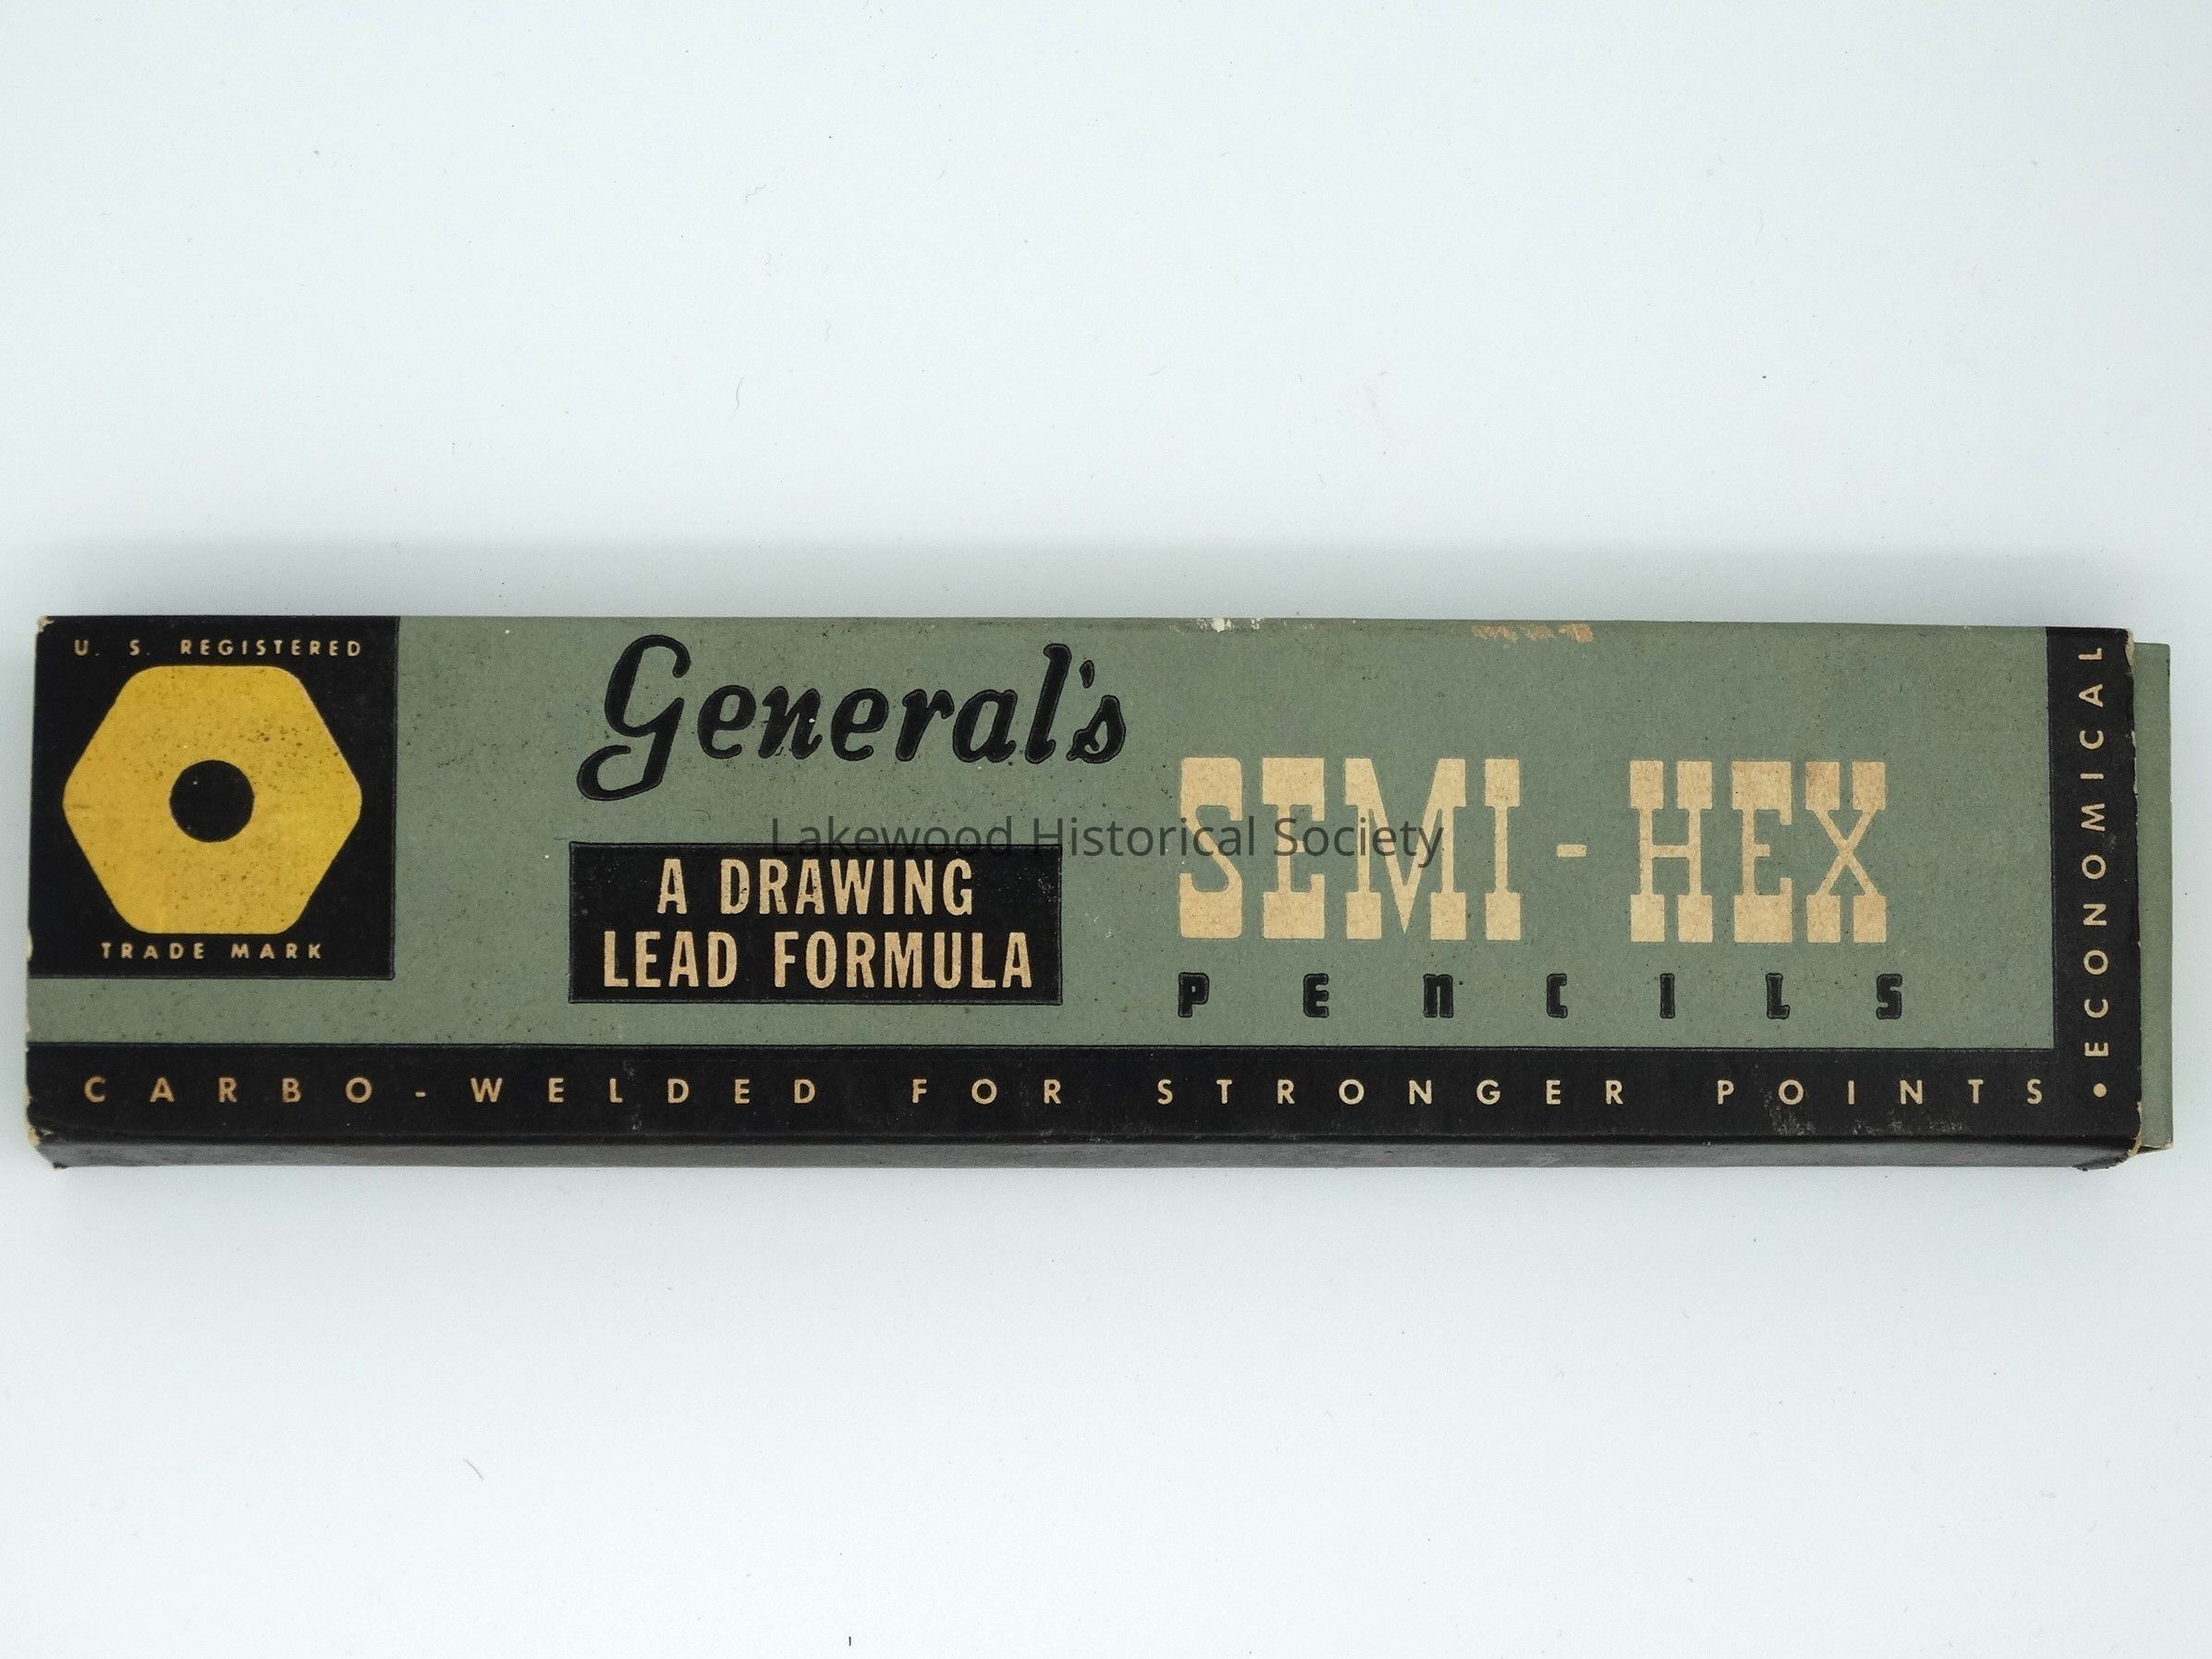 U. S. REGISTERED
TRADE MARK
General's
A DRAWING
LEAD FORMULA
SEMI-HEX
PENCILS
CARBO-WELDED FOR STRONGER POINTS
• ECONOMICAL
Lakewood Historical Society